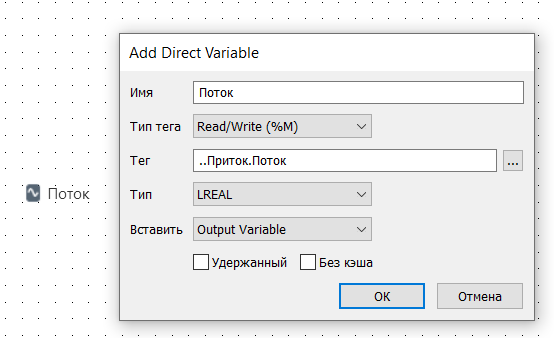 Add Direct Variable
Имя Поток
Тип тега Read/Write (%M)
Тег ..Приток.Поток ...
Поток
Тип LREAL
Вставить Output Variable
Удержанный Без кэша
OK Отмена